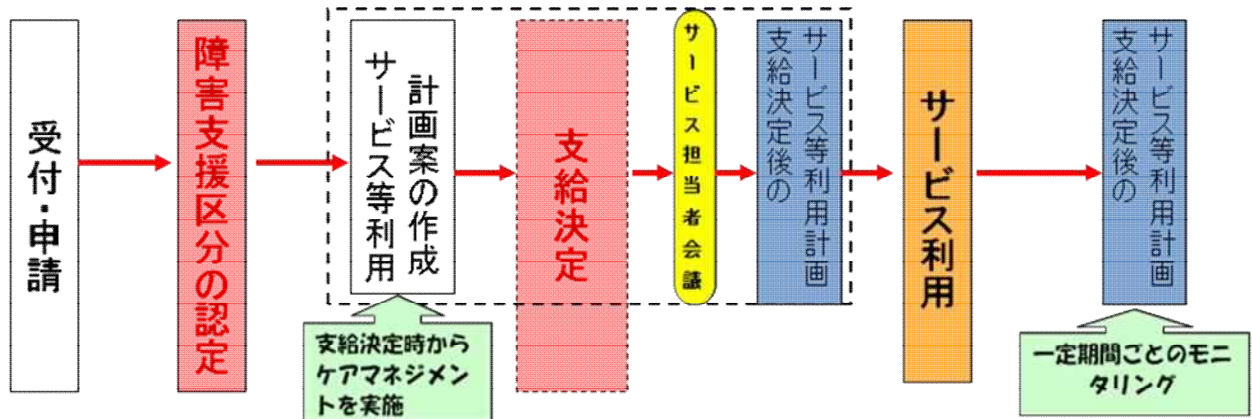 受付・申請
障害支援区分の認定
サービス等利用
計画案の作成
支給決定時から
ケアマネジメン
トを実施
支給決定
サービス担当者会議
支給決定後の
サービス等利用計画
サービス利用
支給決定後の
サービス等利用計画
一定期間ごとのモニ
タリング